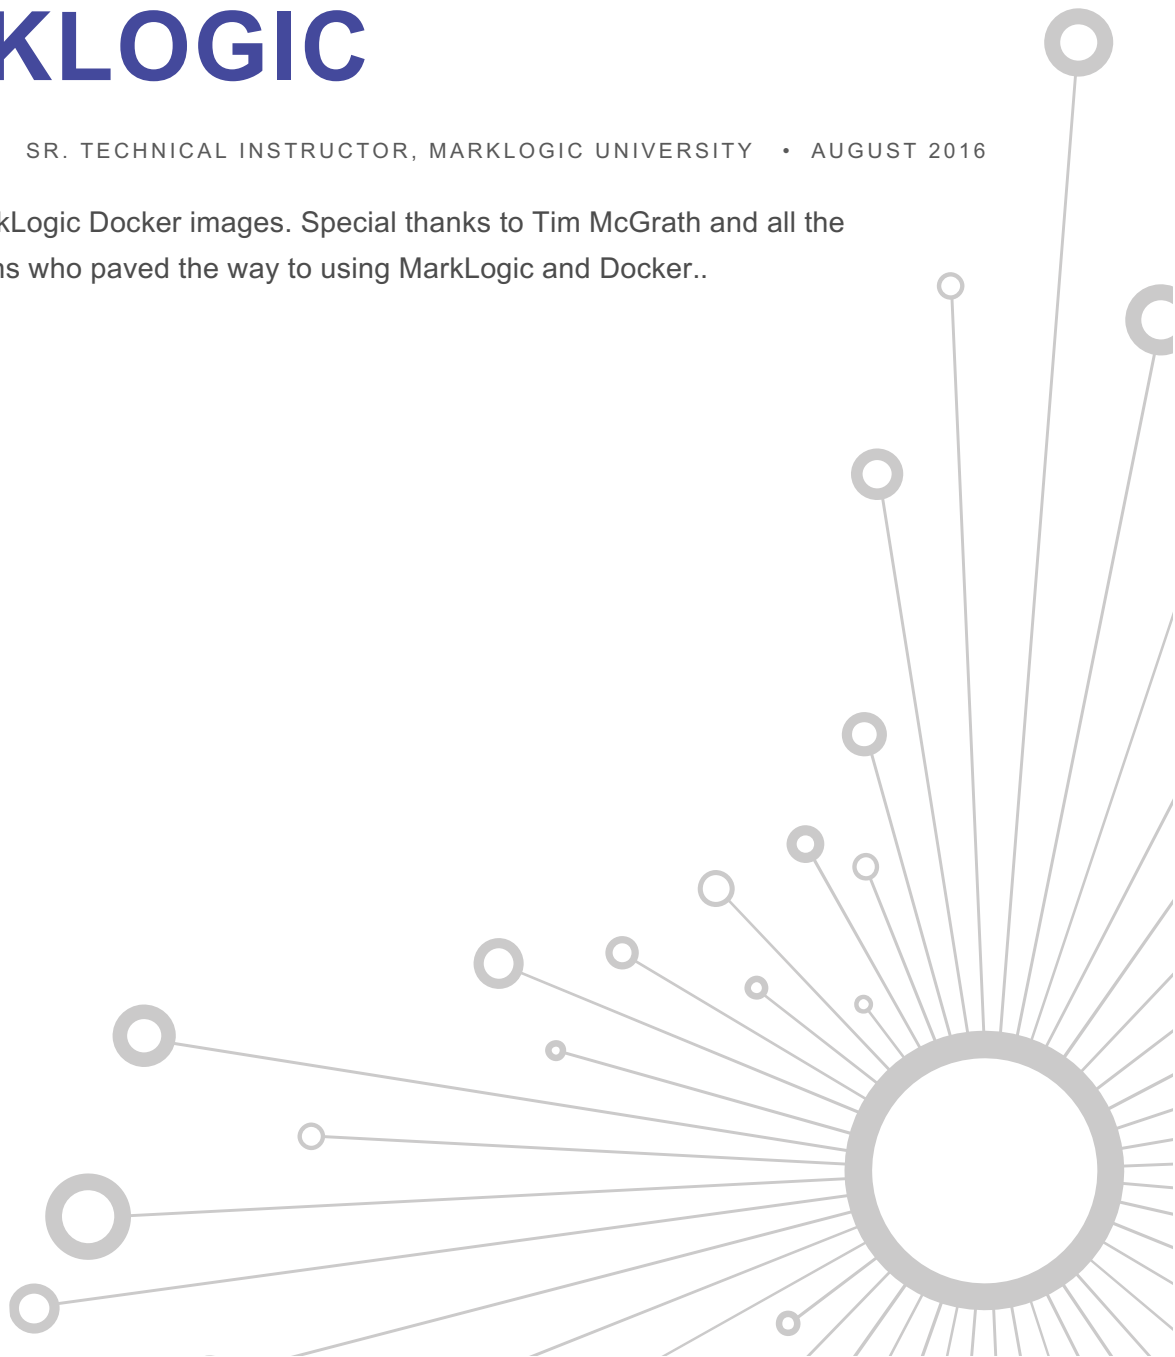 KLOGIC
SR. TECHNICAL INSTRUCTOR, MARKLOGIC UNIVERSITY • AUGUST 2016
kLogic Docker images. Special thanks to Tim McGrath and all the
ns who paved the way to using MarkLogic and Docker..